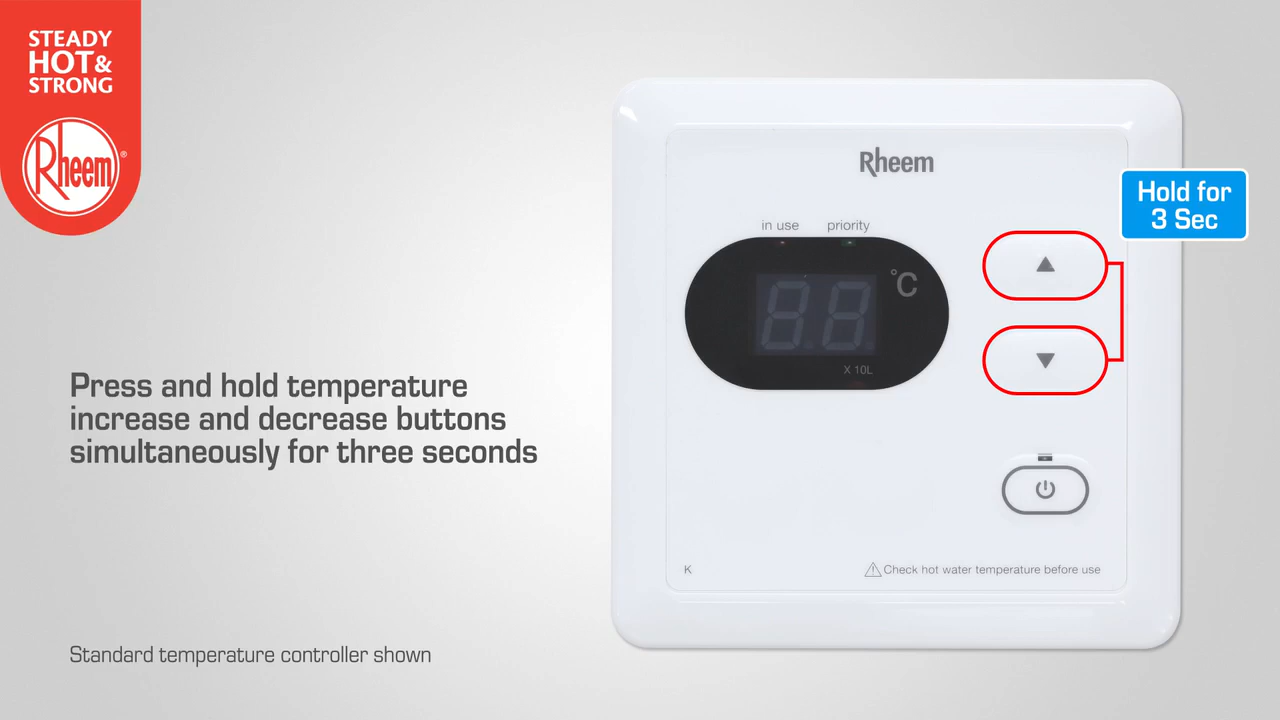 STEADY
HOT&
STRONG
Rheem®
Rheem
Hold for
3 Sec
in use priority
88 °C
X 10L
Press and hold temperature
increase and decrease buttons
simultaneously for three seconds
K
Check hot water temperature before use
Standard temperature controller shown